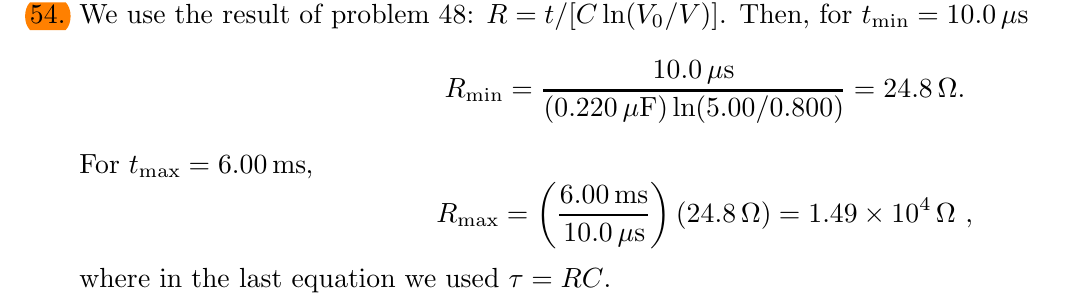 54. We use the result of problem 48: R = t/[C ln(V₀/V)]. Then, for t_min = 10.0 μs
R_min = 10.0 μs / (0.220 μF) ln(5.00/0.800) = 24.8 Ω.
For t_max = 6.00 ms,
R_max = (6.00 ms / 10.0 μs) (24.8 Ω) = 1.49 × 10⁴ Ω ,
where in the last equation we used τ = RC.